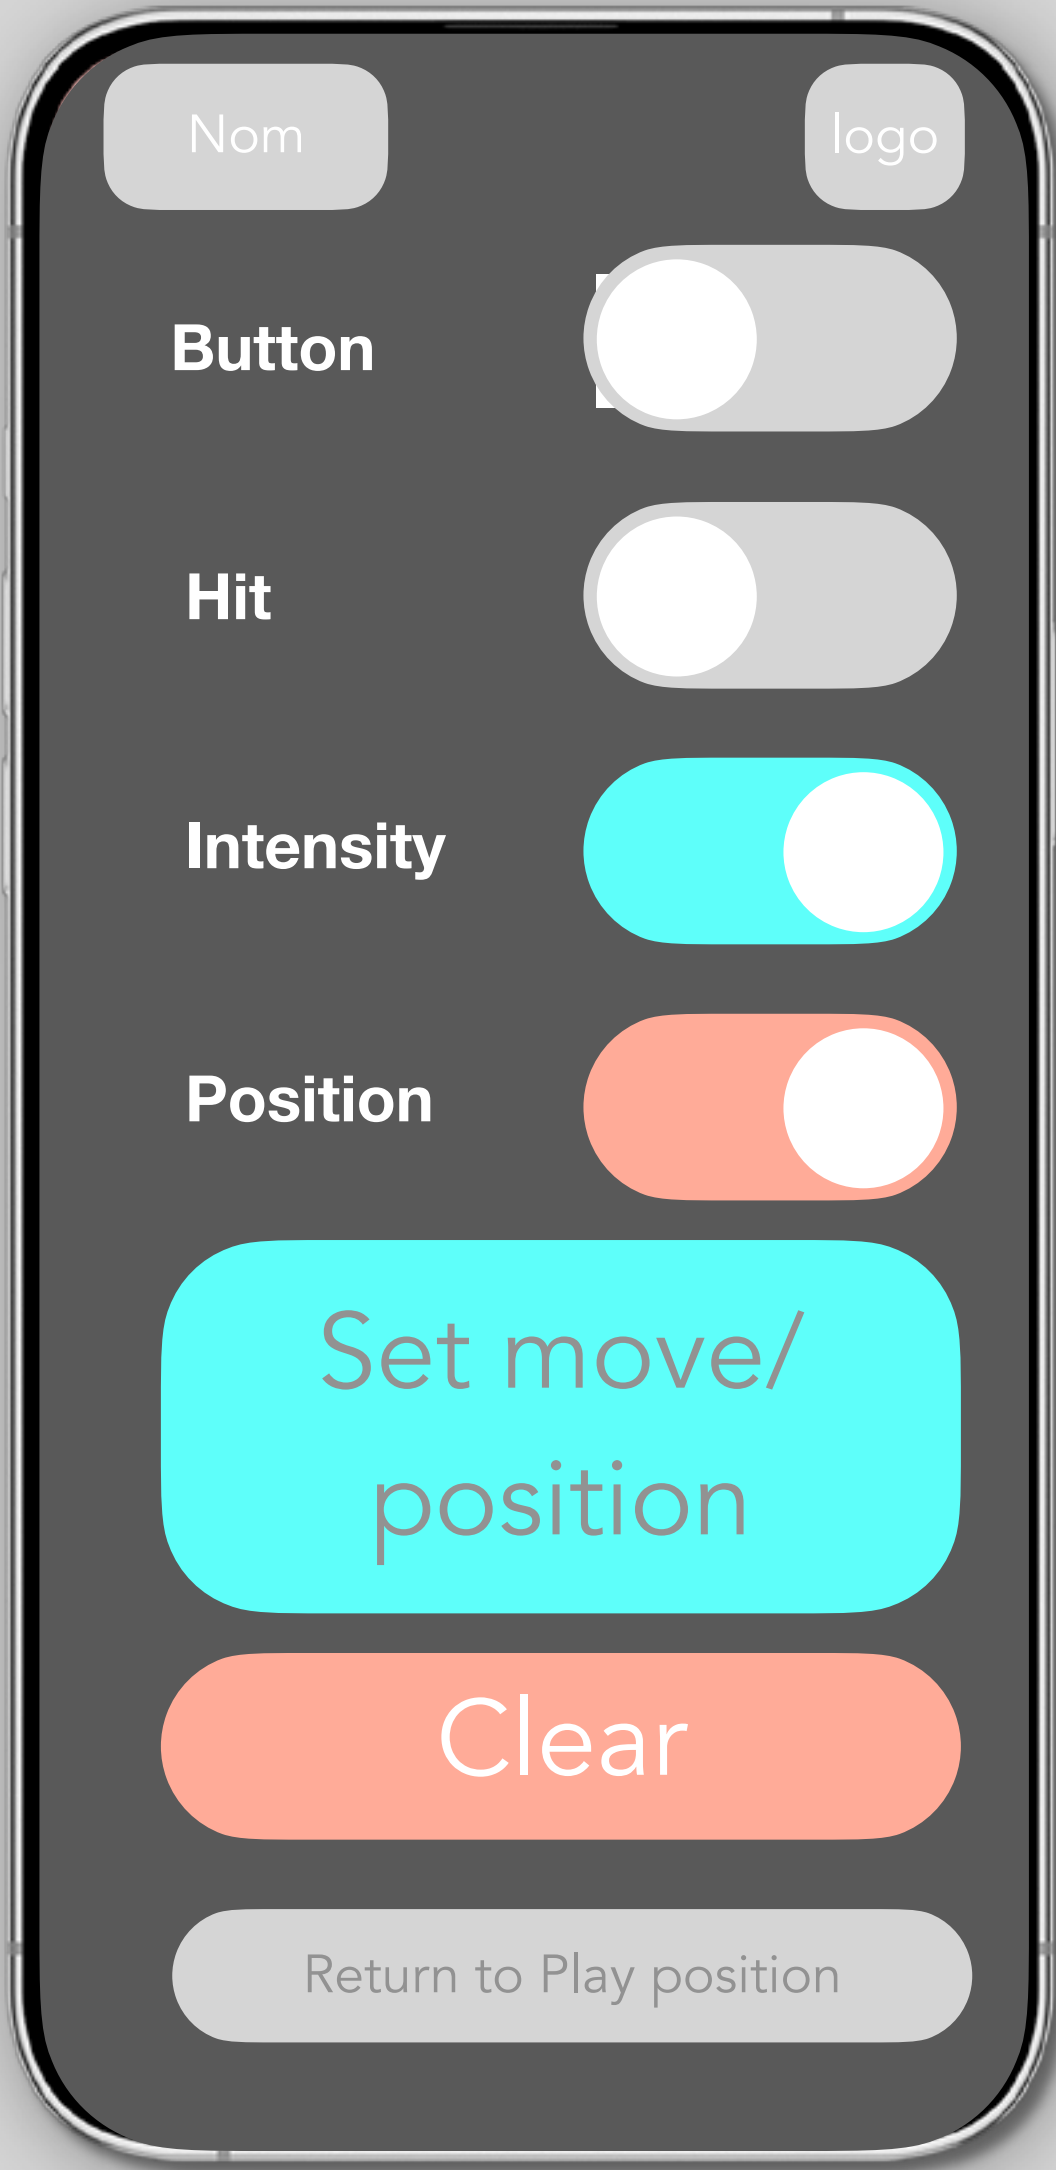 Nom
logo
Button
Hit
Intensity
Position
Set move/
position
Clear
Return to Play position